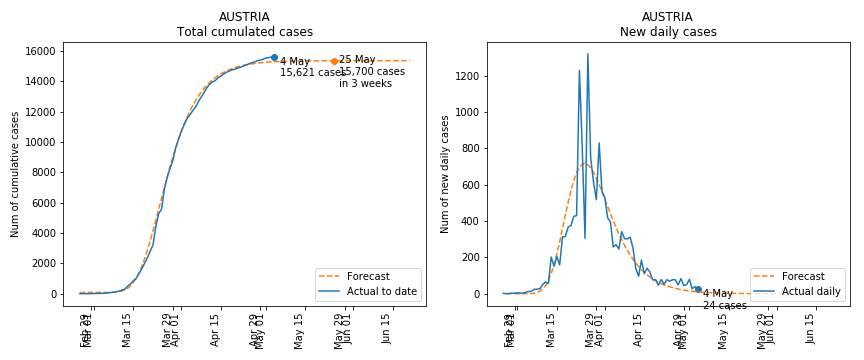 AUSTRIA
Total cumulated cases
Num of cumulative cases
16000
14000
12000
10000
8000
6000
4000
2000
0
4 May
15,621 cases
25 May
15,700 cases
in 3 weeks
Forecast
Actual to date
Feb 29
Mar 01
Mar 15
Mar 29
Apr 01
Apr 15
Apr 29
May 01
May 15
May 29
Jun 01
Jun 15
AUSTRIA
New daily cases
Num of new daily cases
1200
1000
800
600
400
200
0
4 May
24 cases
Forecast
Actual daily
Feb 29
Mar 01
Mar 15
Mar 29
Apr 01
Apr 15
Apr 29
May 01
May 15
May 29
Jun 01
Jun 15